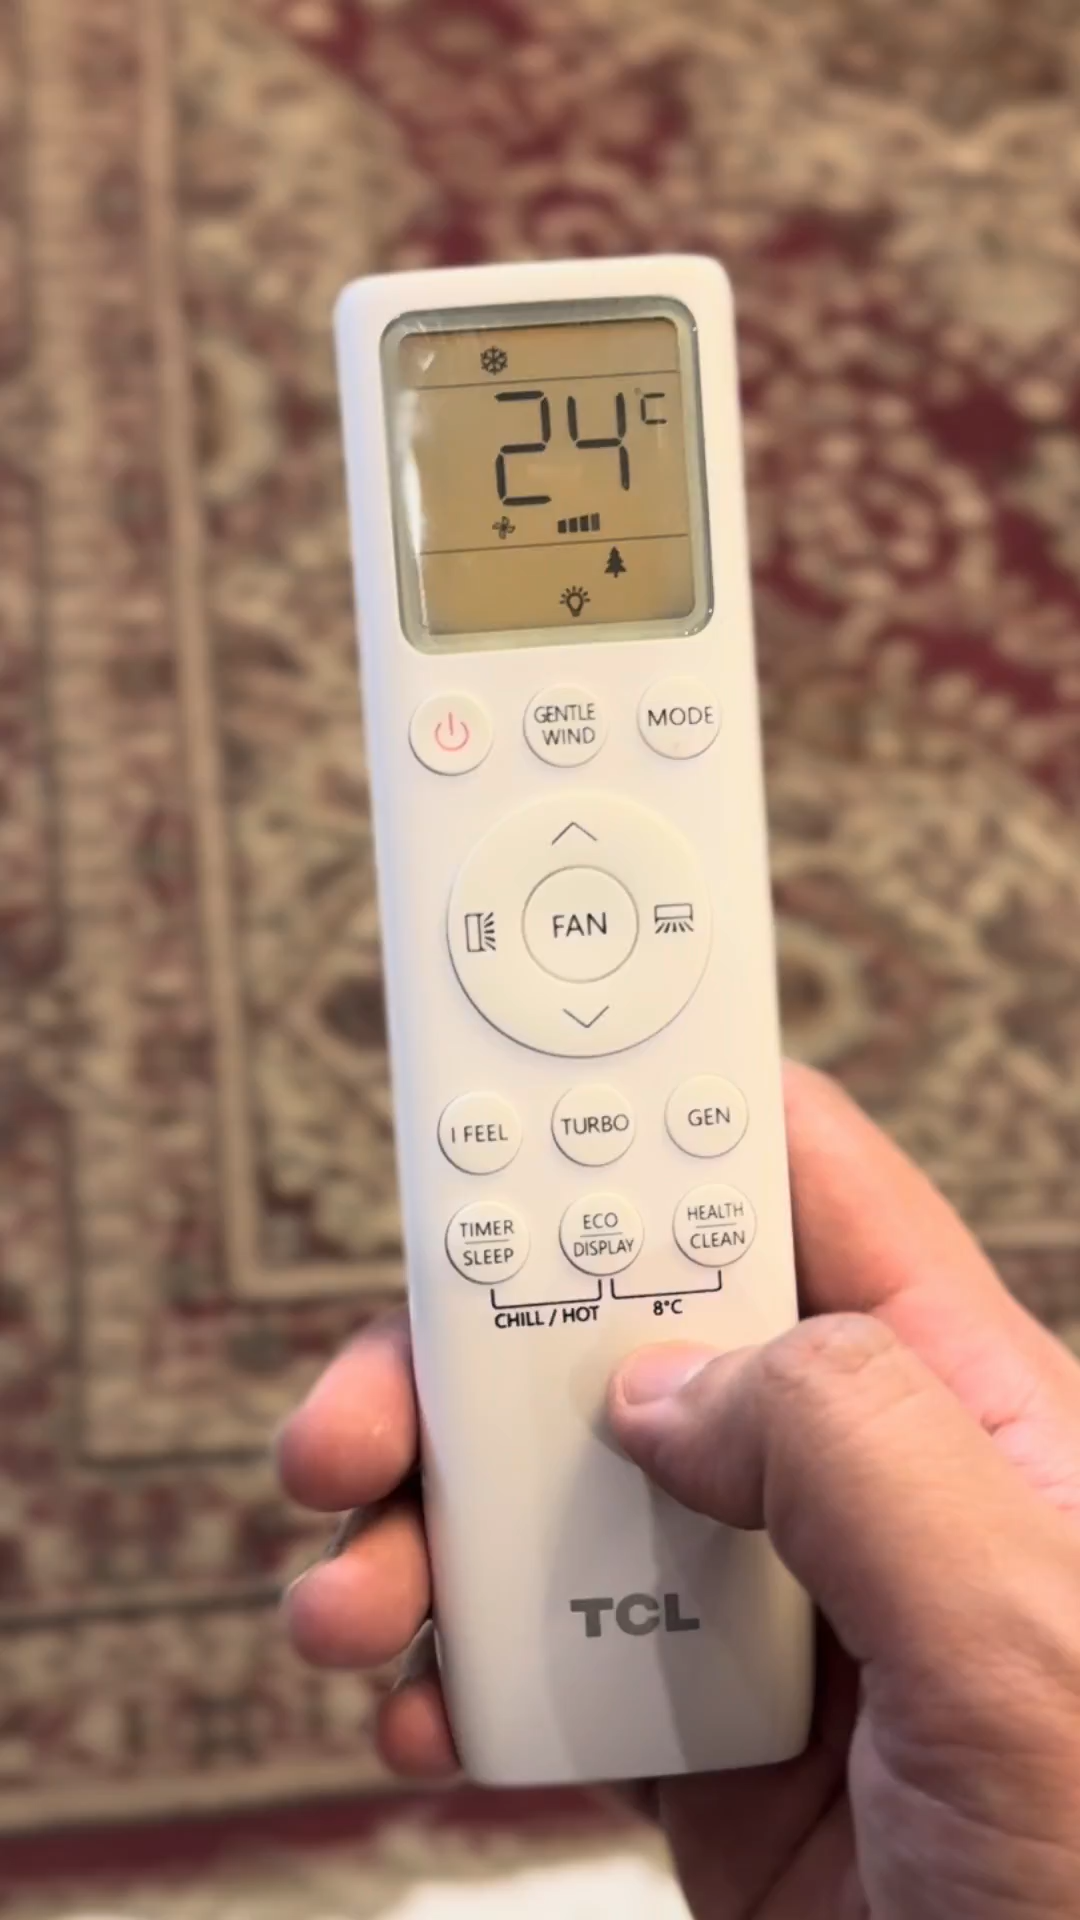 24°C
GENTLE
WIND
MODE
FAN
I FEEL
TURBO
GEN
TIMER
SLEEP
ECO
DISPLAY
HEALTH
CLEAN
CHILL / HOT
8°C
TCL